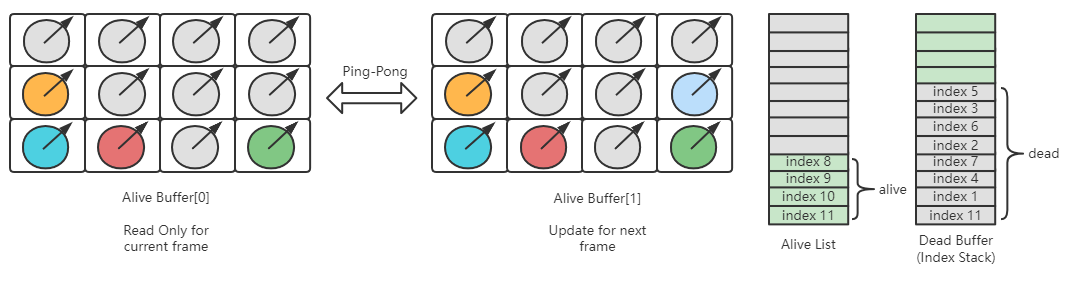 Ping-Pong
Alive Buffer[0]
Read Only for
current frame
Alive Buffer[1]
Update for next
frame
index 8
index 9
index 10
index 11
alive
Alive List
index 5
index 3
index 6
index 2
index 7
index 4
index 1
index 11
dead
Dead Buffer
(Index Stack)